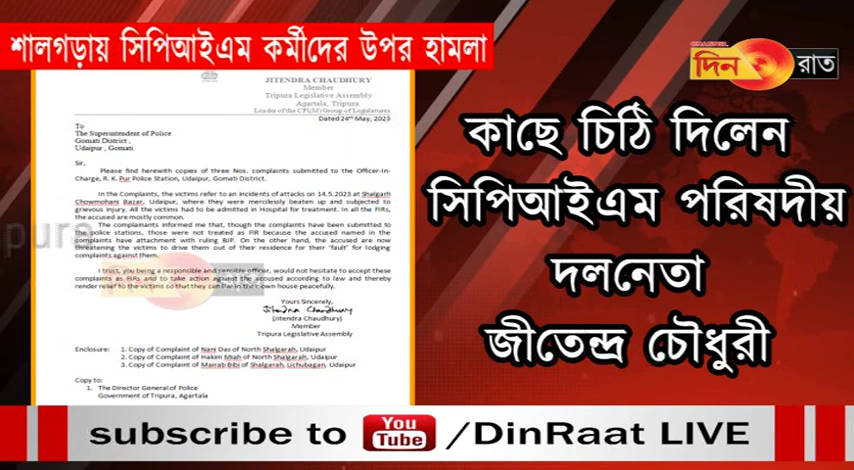 শালগড়ায় সিপিআইএম কর্মীদের উপর হামলা
দিন রাত
JITENDRA CHAUDHURY
Member
Tripura Legislative Assembly
Agartala, Tripura
Leader of the CPI(M) Group of Legislatures
Dated 24th May, 2023
To
The Superintendent of Police
Gomati District,
Udaipur, Gomati.
Sir,
Please find herewith copies of three Nos. complaints submitted to the Officer-In-
Charge, R. K. Pur Police Station, Udaipur, Gomati District.
In the Complaints, the victims refer to an incidents of attacks on 14.5.2023 at Shalgarh
Chowmohani Bazar, Udaipur, where they were mercilessly beaten up and subjected to
grievous injury. All the victims had to be admitted in Hospital for treatment. In all the FIRs,
the accused are mostly common.
The complainants informed me that, though the complaints have been submitted to
the police stations, those were not treated as FIR because the accused named in the
complaints have attachment with ruling BJP. On the other hand, the accused are now
threatening the victims to drive them out of their residence for their 'fault' for lodging
complaints against them.
I trust, you being a responsible and sensible officer, would not hesitate to accept these
complaints as FIRs and to take action against the accused according to law and thereby
render relief to the victims so that they can live in the own house peacefully.
Yours Sincerely,
Jitendra Chaudhury
(Jitendra Chaudhury)
Member
Tripura Legislative Assembly
Enclosure: 1. Copy of Complaint of Nani Das of North Shalgarah, Udaipur
2. Copy of Complaint of Hakim Miah of North Shalgarah, Udaipur
3. Copy of Complaint of Mairab Bibi of Shalgarah, Lichubagan, Udaipur
Copy to:
1. The Director General of Police
Government of Tripura, Agartala
কাছে চিঠি দিলেন
সিপিআইএম পরিষদীয়
দলনেতা
জীতেন্দ্র চৌধুরী
subscribe to You Tube /DinRaat LIVE